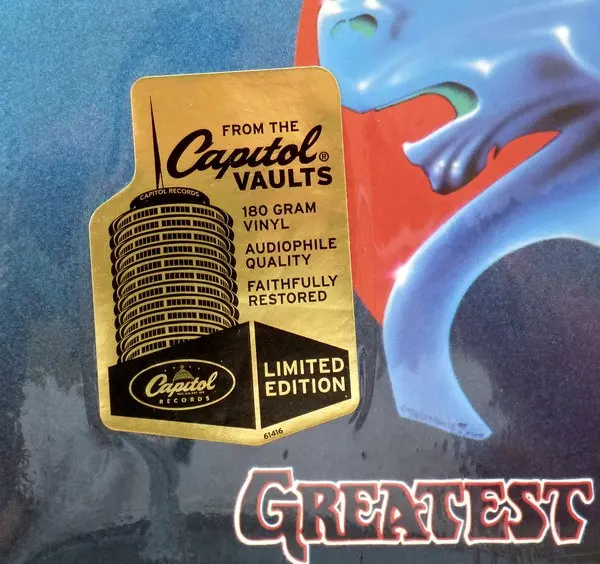 FROM THE
Capitol®
VAULTS
CAPITOL RECORDS
180 GRAM
VINYL
AUDIOPHILE
QUALITY
FAITHFULLY
RESTORED
Capitol
RECORDS
LIMITED
EDITION
61416
GREATEST